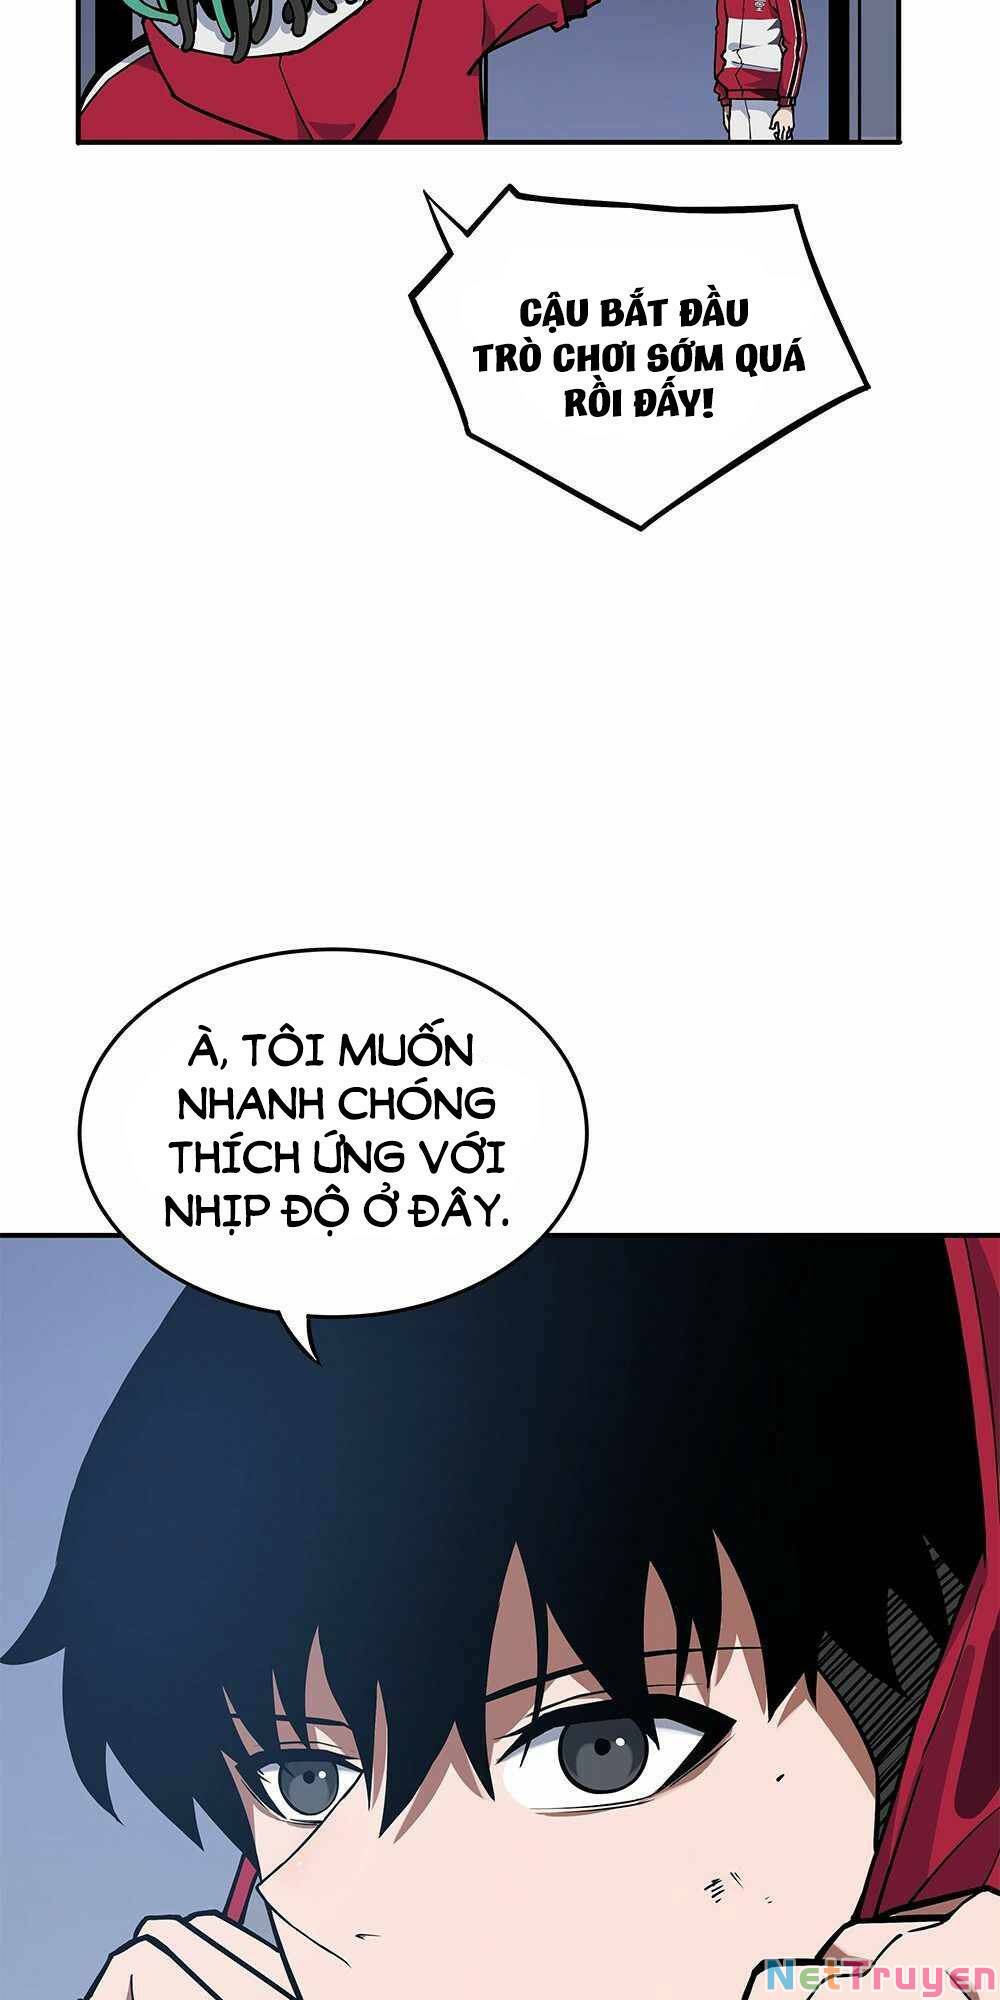 CẬU BẮT ĐẦU
TRÒ CHƠI SỚM QUÁ
RỒI ĐẤY!
À, TÔI MUỐN
NHANH CHÓNG
THÍCH ỨNG VỚI
NHỊP ĐỘ Ở ĐÂY.
NetTruyen